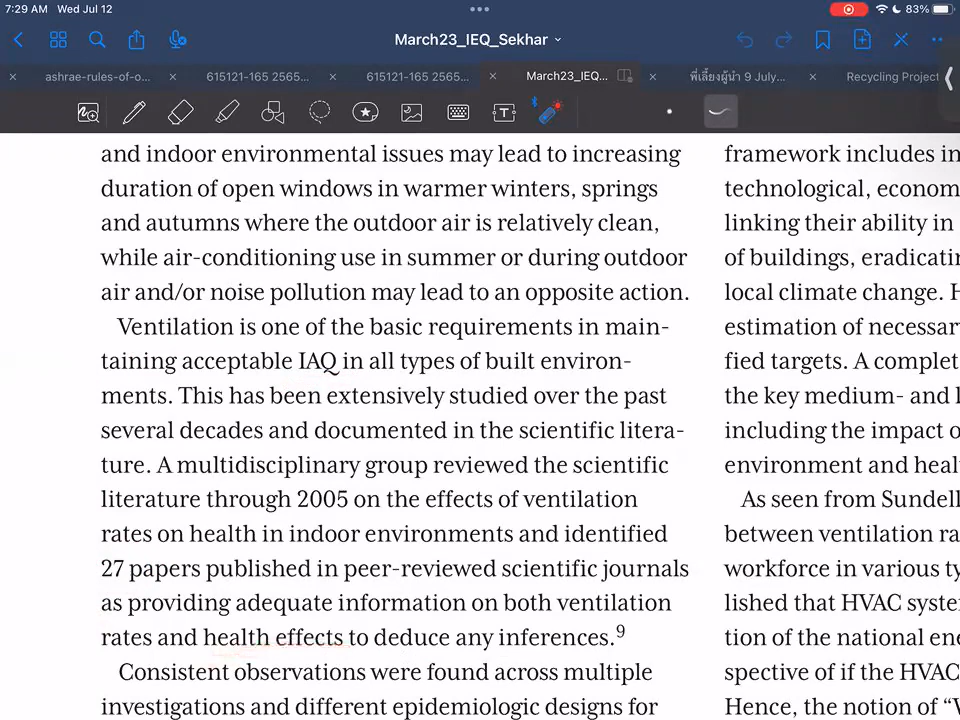 7:29 AM Wed Jul 12
83%
March23_IEQ_Sekhar
ashrae-rules-of-o...
615121-165 2565...
615121-165 2565...
March23_IEQ...
พี่เลี้ยงผู้นำ 9 July...
Recycling Project
and indoor environmental issues may lead to increasing
duration of open windows in warmer winters, springs
and autumns where the outdoor air is relatively clean,
while air-conditioning use in summer or during outdoor
air and/or noise pollution may lead to an opposite action.
Ventilation is one of the basic requirements in main-
taining acceptable IAQ in all types of built environ-
ments. This has been extensively studied over the past
several decades and documented in the scientific litera-
ture. A multidisciplinary group reviewed the scientific
literature through 2005 on the effects of ventilation
rates on health in indoor environments and identified
27 papers published in peer-reviewed scientific journals
as providing adequate information on both ventilation
rates and health effects to deduce any inferences.9
Consistent observations were found across multiple
investigations and different epidemiologic designs for
framework includes in
technological, econom
linking their ability in
of buildings, eradicatin
local climate change. H
estimation of necessar
fied targets. A complet
the key medium- and l
including the impact o
environment and heal
As seen from Sundell
between ventilation ra
workforce in various ty
lished that HVAC syste
tion of the national ene
spective of if the HVAC
Hence, the notion of “V